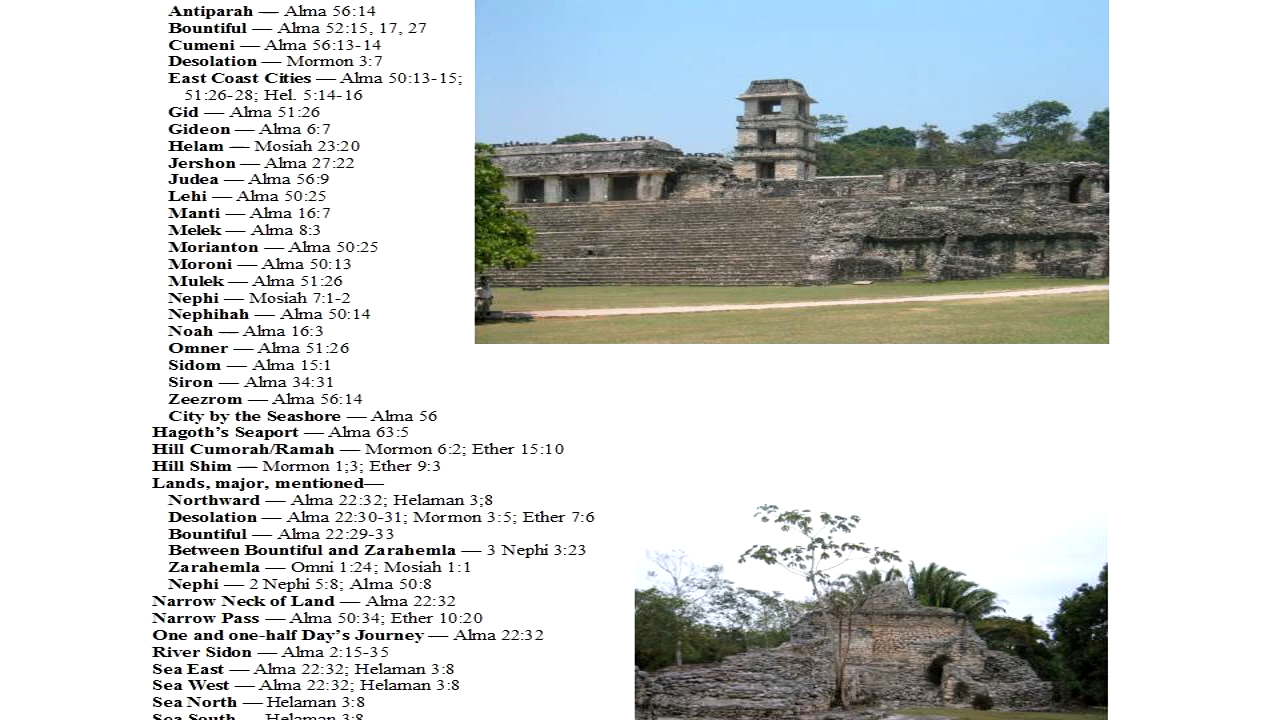 Antiparah — Alma 56:14
Bountiful — Alma 52:15, 17, 27
Cumeni — Alma 56:13-14
Desolation — Mormon 3:7
East Coast Cities — Alma 50:13-15;
51:26-28; Hel. 5:14-16
Gid — Alma 51:26
Gideon — Alma 6:7
Helam — Mosiah 23:20
Jershon — Alma 27:22
Judea — Alma 56:9
Lehi — Alma 50:25
Manti — Alma 16:7
Melek — Alma 8:3
Morianton — Alma 50:25
Moroni — Alma 50:13
Mulek — Alma 51:26
Nephi — Mosiah 7:1-2
Nephihah — Alma 50:14
Noah — Alma 16:3
Omner — Alma 51:26
Sidom — Alma 15:1
Siron — Alma 34:31
Zeezrom — Alma 56:14
City by the Seashore — Alma 56
Hagoth’s Seaport — Alma 63:5
Hill Cumorah/Ramah — Mormon 6:2; Ether 15:10
Hill Shim — Mormon 1;3; Ether 9:3
Lands, major, mentioned—
Northward — Alma 22:32; Helaman 3;8
Desolation — Alma 22:30-31; Mormon 3:5; Ether 7:6
Bountiful — Alma 22:29-33
Between Bountiful and Zarahemla — 3 Nephi 3:23
Zarahemla — Omni 1:24; Mosiah 1:1
Nephi — 2 Nephi 5:8; Alma 50:8
Narrow Neck of Land — Alma 22:32
Narrow Pass — Alma 50:34; Ether 10:20
One and one-half Day’s Journey — Alma 22:32
River Sidon — Alma 2:15-35
Sea East — Alma 22:32; Helaman 3:8
Sea West — Alma 22:32; Helaman 3:8
Sea North — Helaman 3:8
Sea South — Helaman 3:8